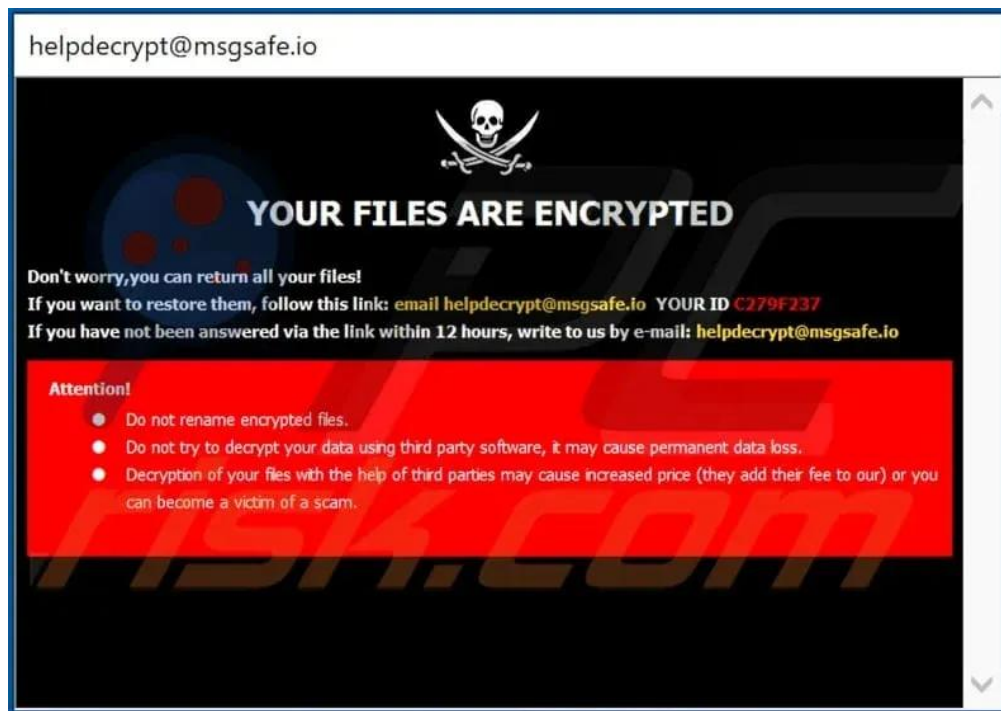 helpdecrypt@msgsafe.io
YOUR FILES ARE ENCRYPTED
Don't worry,you can return all your files!
If you want to restore them, follow this link: email helpdecrypt@msgsafe.io YOUR ID C279F237
If you have not been answered via the link within 12 hours, write to us by e-mail: helpdecrypt@msgsafe.io
Attention!
Do not rename encrypted files.
Do not try to decrypt your data using third party software, it may cause permanent data loss.
Decryption of your files with the help of third parties may cause increased price (they add their fee to our) or you
can become a victim of a scam.
PC
risk.com